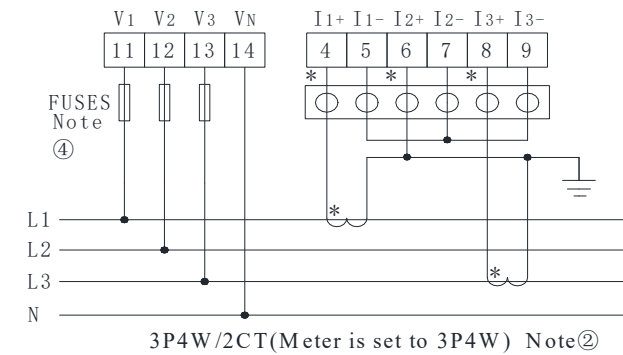 V1 V2 V3 VN I1+ I1- I2+ I2- I3+ I3-
11 12 13 14 4 5 6 7 8 9
* * *
FUSES
Note
④
*
L1
L2
* 
L3
N
3P4W/2CT(Meter is set to 3P4W) Note②